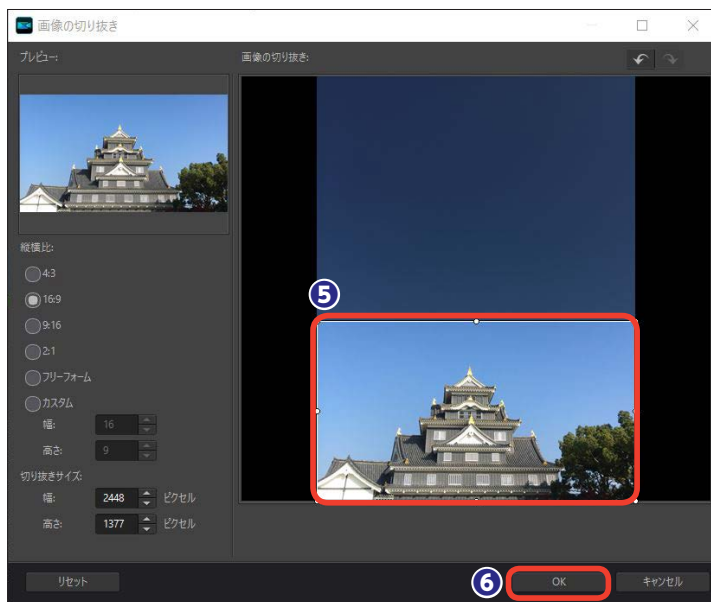 画像の切り抜き
プレビュー:
画像の切り抜き:
縦横比:
4:3
16:9
9:16
2:1
フリーフォーム
カスタム
幅: 16
高さ: 9
切り抜きサイズ:
幅: 2448 ピクセル
高さ: 1377 ピクセル
⑤
リセット
⑥ OK
キャンセル